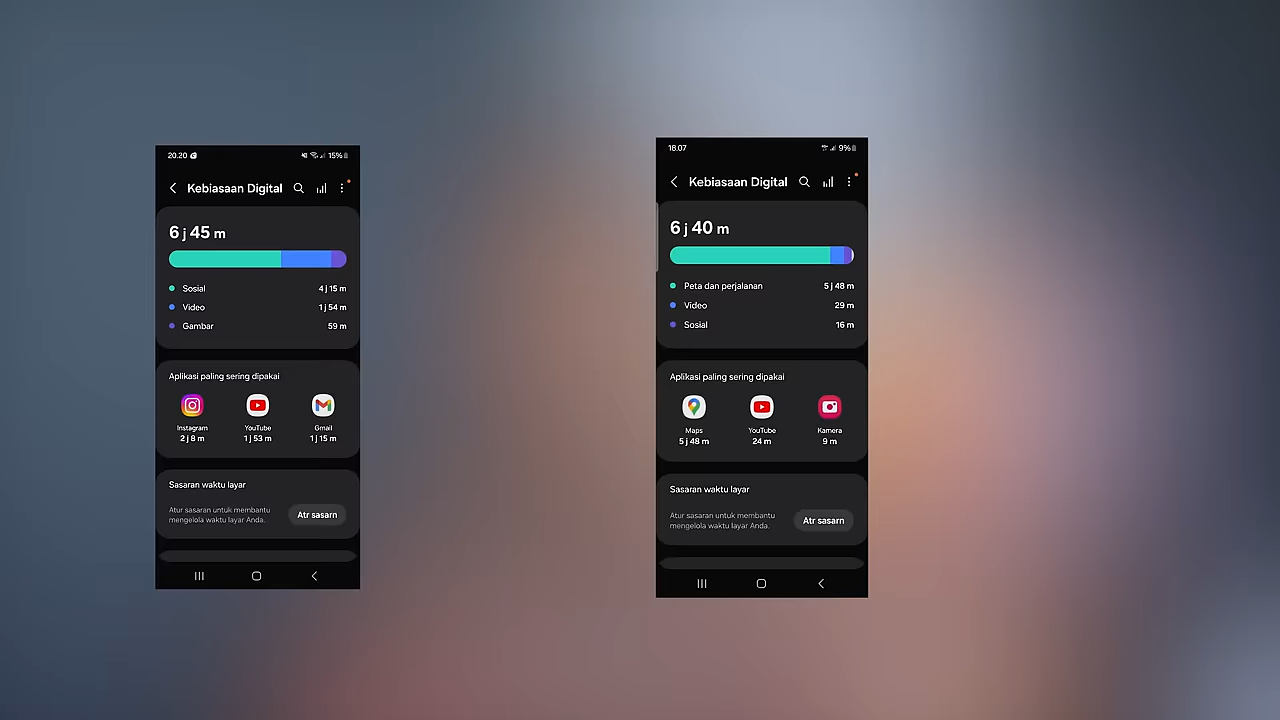 20.20
15%
Kebiasaan Digital
6 j 45 m
Sosial 4 j 15 m
Video 1 j 54 m
Gambar 59 m
Aplikasi paling sering dipakai
Instagram YouTube Gmail
2 j 8 m 1 j 53 m 1 j 15 m
Sasaran waktu layar
Atur sasaran untuk membantu
mengelola waktu layar Anda.
Atr sasarn
18.07
9%
Kebiasaan Digital
6 j 40 m
Peta dan perjalanan 5 j 48 m
Video 29 m
Sosial 16 m
Aplikasi paling sering dipakai
Maps YouTube Kamera
5 j 48 m 24 m 9 m
Sasaran waktu layar
Atur sasaran untuk membantu
mengelola waktu layar Anda.
Atr sasarn